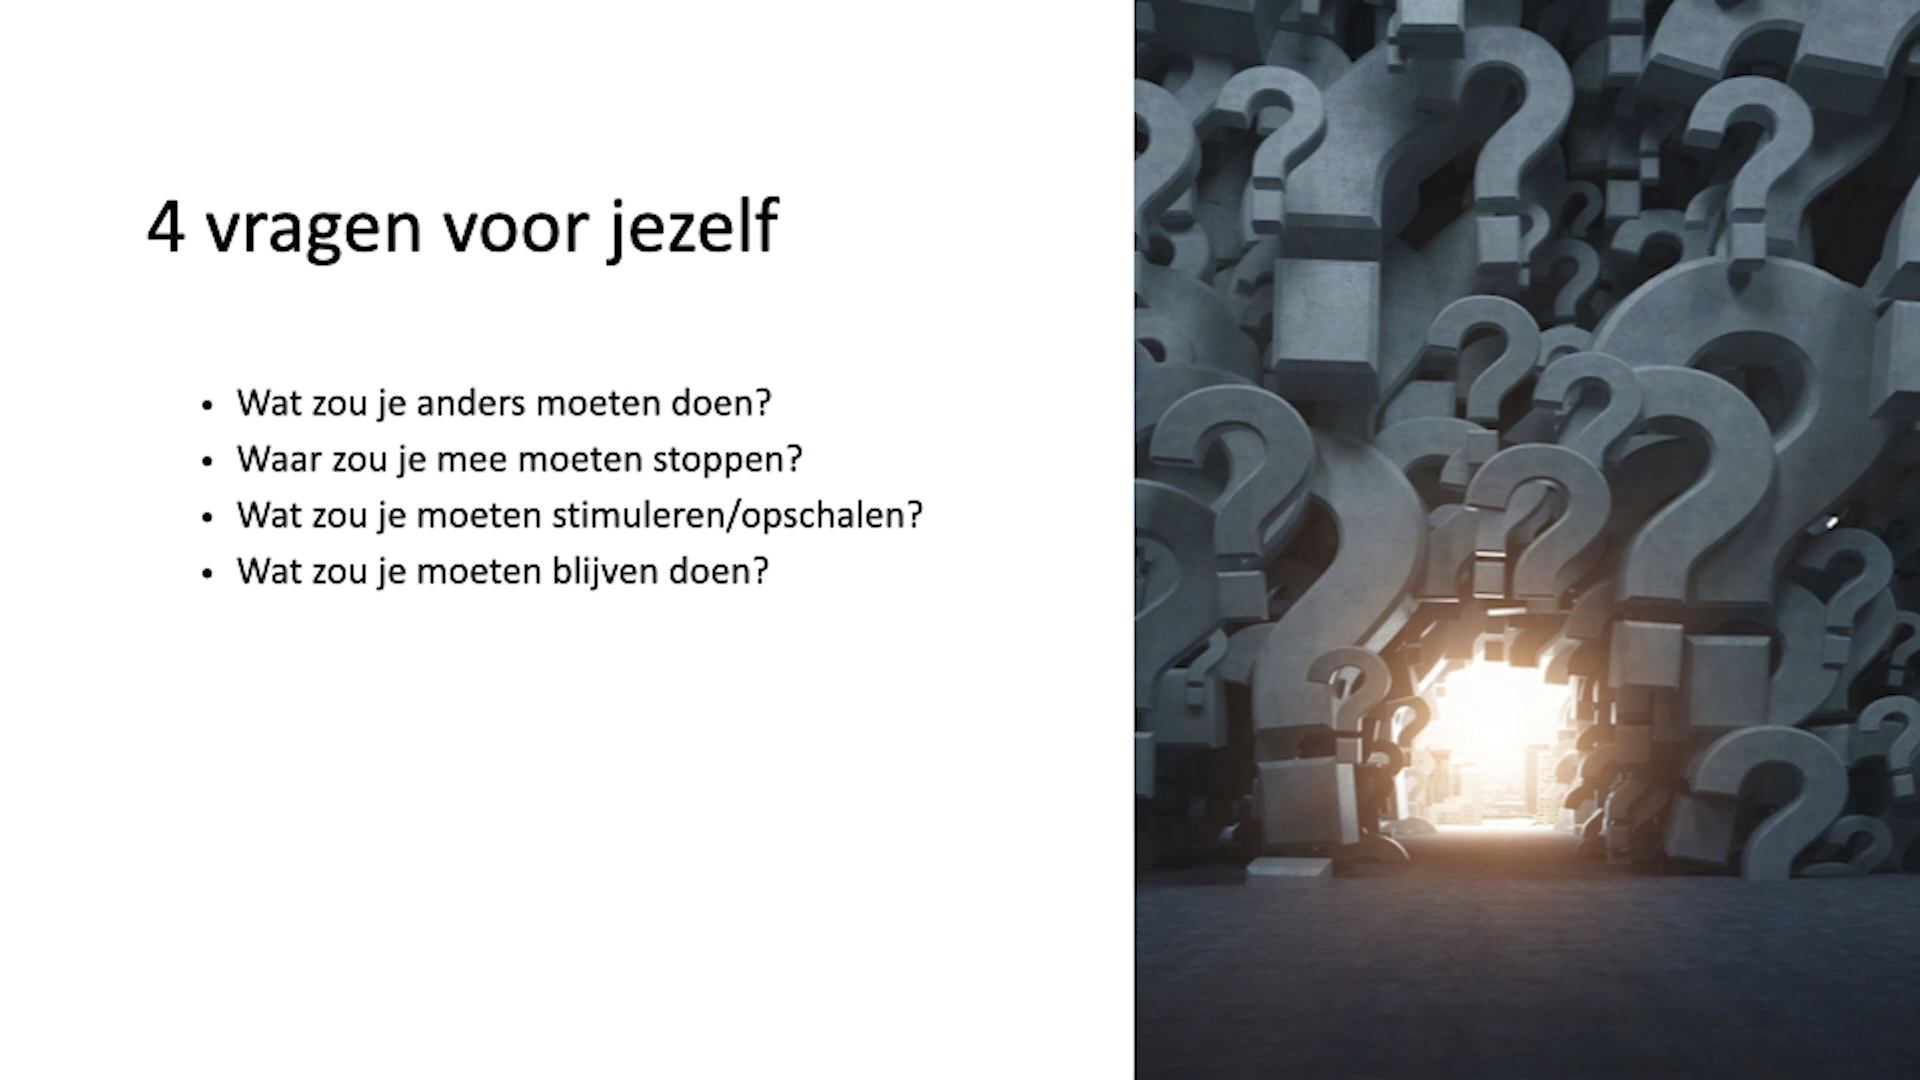 4 vragen voor jezelf
• Wat zou je anders moeten doen?
• Waar zou je mee moeten stoppen?
• Wat zou je moeten stimuleren/opschalen?
• Wat zou je moeten blijven doen?